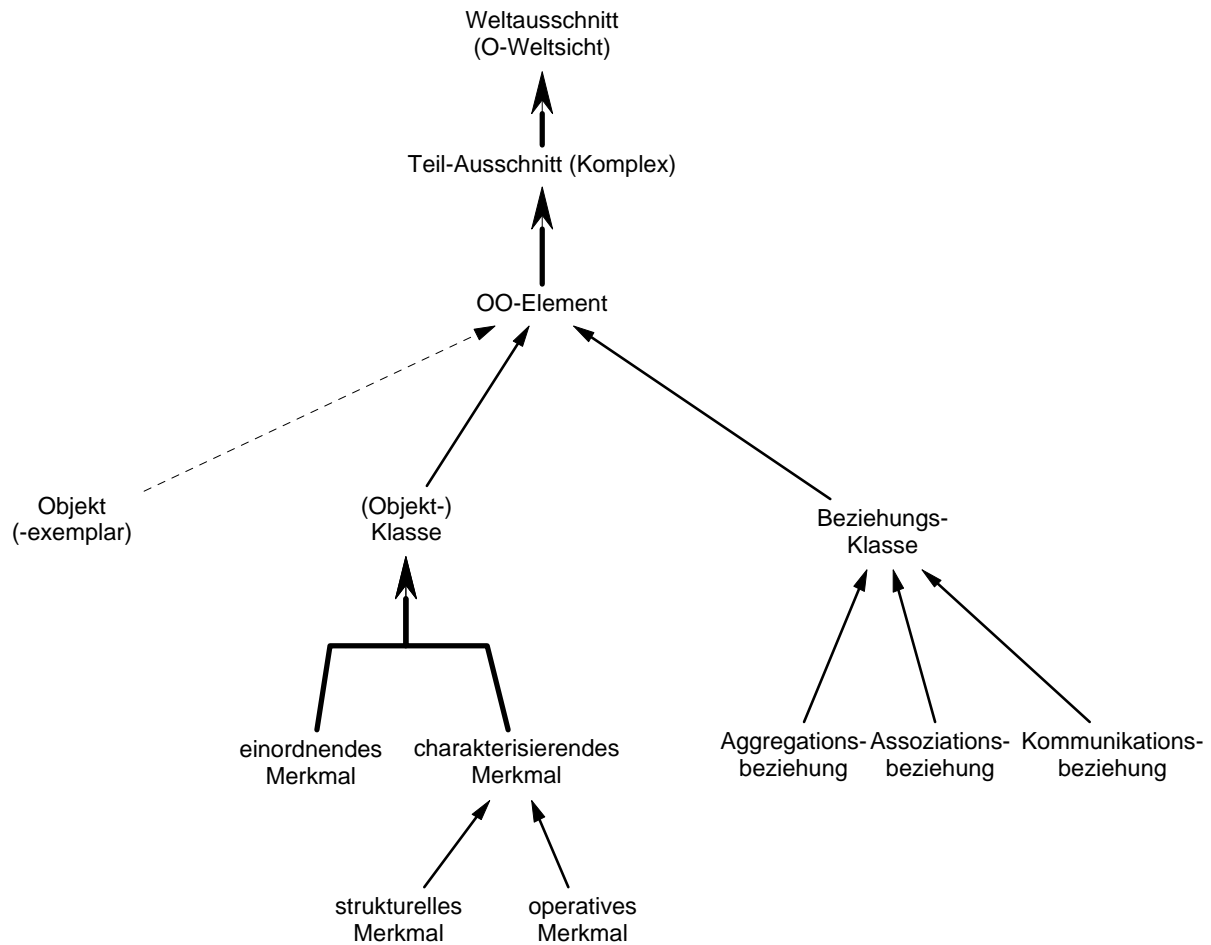 Weltausschnitt
(O-Weltsicht)
Teil-Ausschnitt (Komplex)
OO-Element
Objekt
(-exemplar)
(Objekt-)
Klasse
Beziehungs-
Klasse
einordnendes
Merkmal
charakterisierendes
Merkmal
Aggregations-
beziehung
Assoziations-
beziehung
Kommunikations-
beziehung
strukturelles
Merkmal
operatives
Merkmal